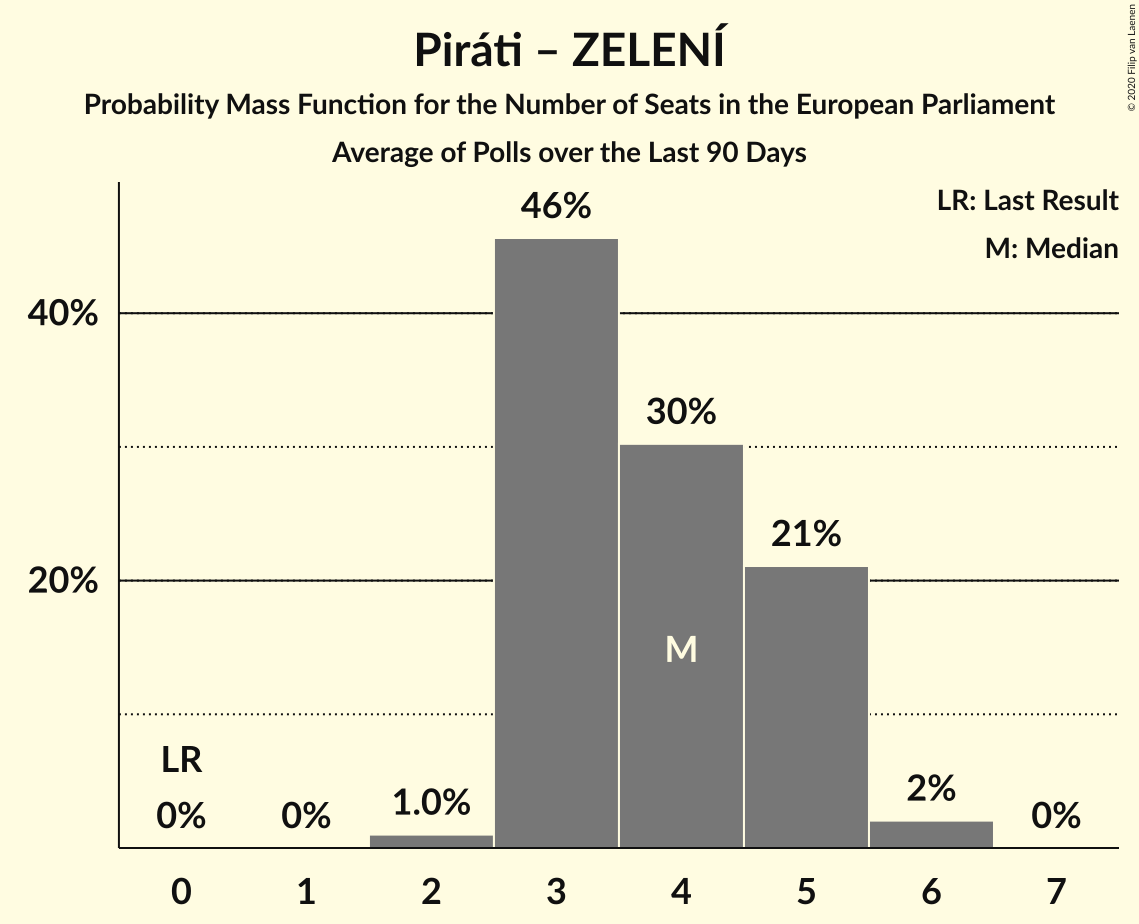 Piráti – ZELENÍ
Probability Mass Function for the Number of Seats in the European Parliament
Average of Polls over the Last 90 Days
© 2020 Filip van Laenen
LR: Last Result
M: Median
46%
40%
30%
21%
20%
M
LR
0%
0%
1.0%
2%
0%
0 1 2 3 4 5 6 7